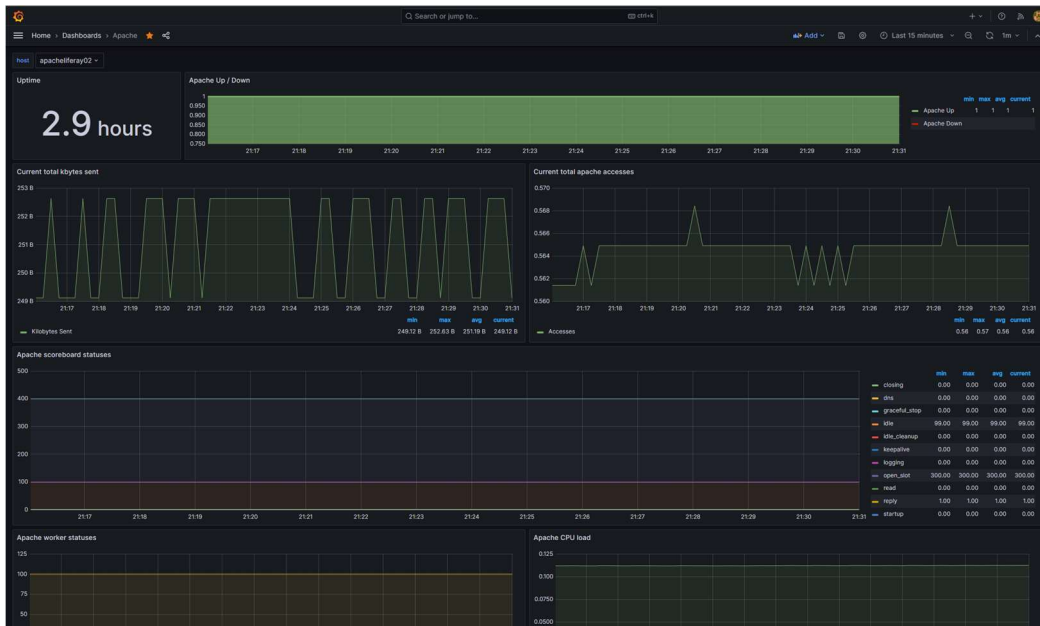 Search or jump to... ctrl+k
Home › Dashboards › Apache Add Last 15 minutes 1m
host apacheliferay02
Uptime
2.9 hours
Apache Up / Down
1
0.950
0.900
0.850
0.800
0.750
21:17 21:18 21:19 21:20 21:21 21:22 21:23 21:24 21:25 21:26 21:27 21:28 21:29 21:30 21:31
min max avg current
Apache Up 1 1 1 1
Apache Down
Current total kbytes sent
253 B
252 B
251 B
250 B
249 B
21:17 21:18 21:19 21:20 21:21 21:22 21:23 21:24 21:25 21:26 21:27 21:28 21:29 21:30 21:31
min max avg current
Kilobytes Sent 249.12 B 252.63 B 251.19 B 249.12 B
Current total apache accesses
0.570
0.568
0.566
0.564
0.562
0.560
21:17 21:18 21:19 21:20 21:21 21:22 21:23 21:24 21:25 21:26 21:27 21:28 21:29 21:30 21:31
min max avg current
Accesses 0.56 0.57 0.56 0.56
Apache scoreboard statuses
500
400
300
200
100
0
21:17 21:18 21:19 21:20 21:21 21:22 21:23 21:24 21:25 21:26 21:27 21:28 21:29 21:30 21:31
min max avg current
closing 0.00 0.00 0.00 0.00
dns 0.00 0.00 0.00 0.00
graceful_stop 0.00 0.00 0.00 0.00
idle 99.00 99.00 99.00 99.00
idle_cleanup 0.00 0.00 0.00 0.00
keepalive 0.00 0.00 0.00 0.00
logging 0.00 0.00 0.00 0.00
open_slot 300.00 300.00 300.00 300.00
read 0.00 0.00 0.00 0.00
reply 1.00 1.00 1.00 1.00
startup 0.00 0.00 0.00 0.00
Apache worker statuses
125
100
75
50
Apache CPU load
0.125
0.100
0.0750
0.0500